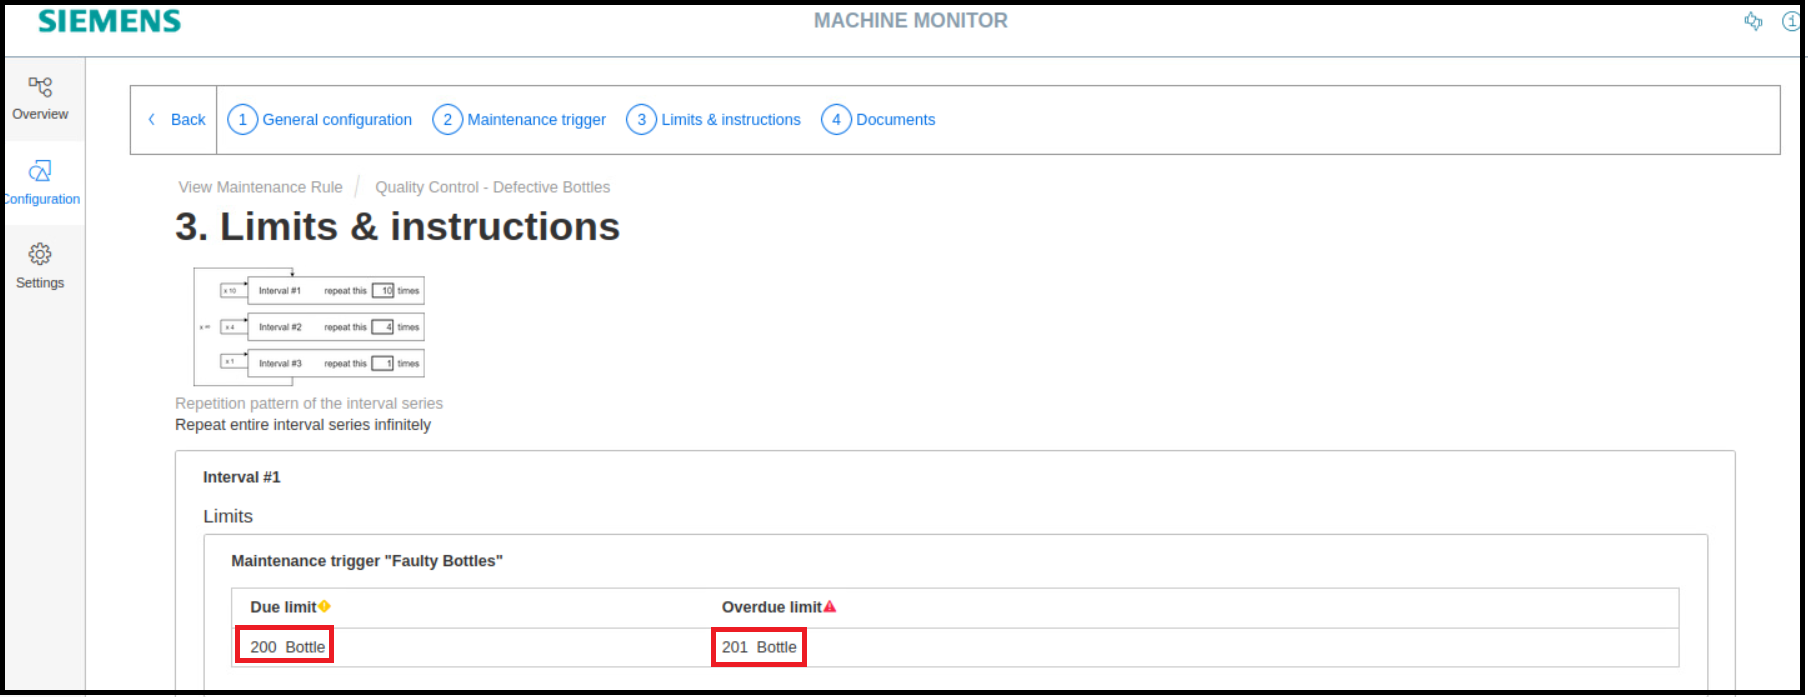 SIEMENS
MACHINE MONITOR
Overview
Configuration
Settings
Back 1 General configuration 2 Maintenance trigger 3 Limits & instructions 4 Documents
View Maintenance Rule / Quality Control - Defective Bottles
3. Limits & instructions
x 10 Interval #1 repeat this 10 times
x ∞ x 4 Interval #2 repeat this 4 times
x 1 Interval #3 repeat this 1 times
Repetition pattern of the interval series
Repeat entire interval series infinitely
Interval #1
Limits
Maintenance trigger "Faulty Bottles"
Due limit Overdue limit
200 Bottle 201 Bottle